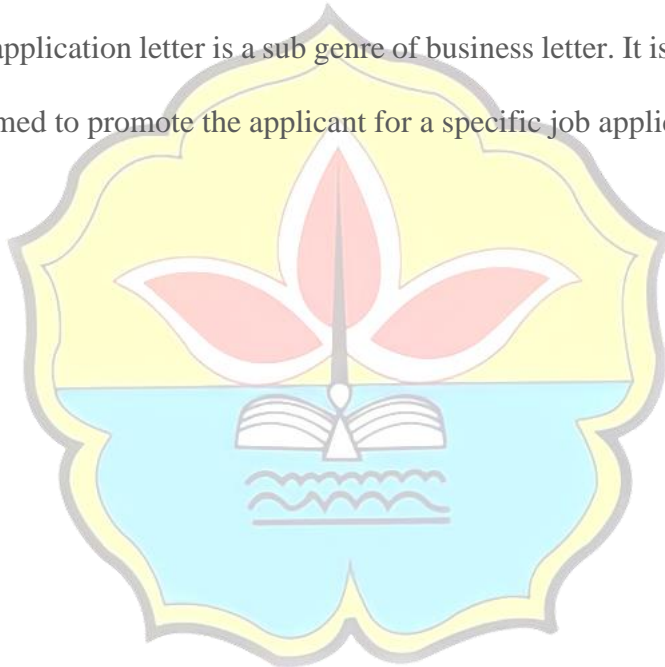 application letter is a sub genre of business letter. It is
med to promote the applicant for a specific job applic